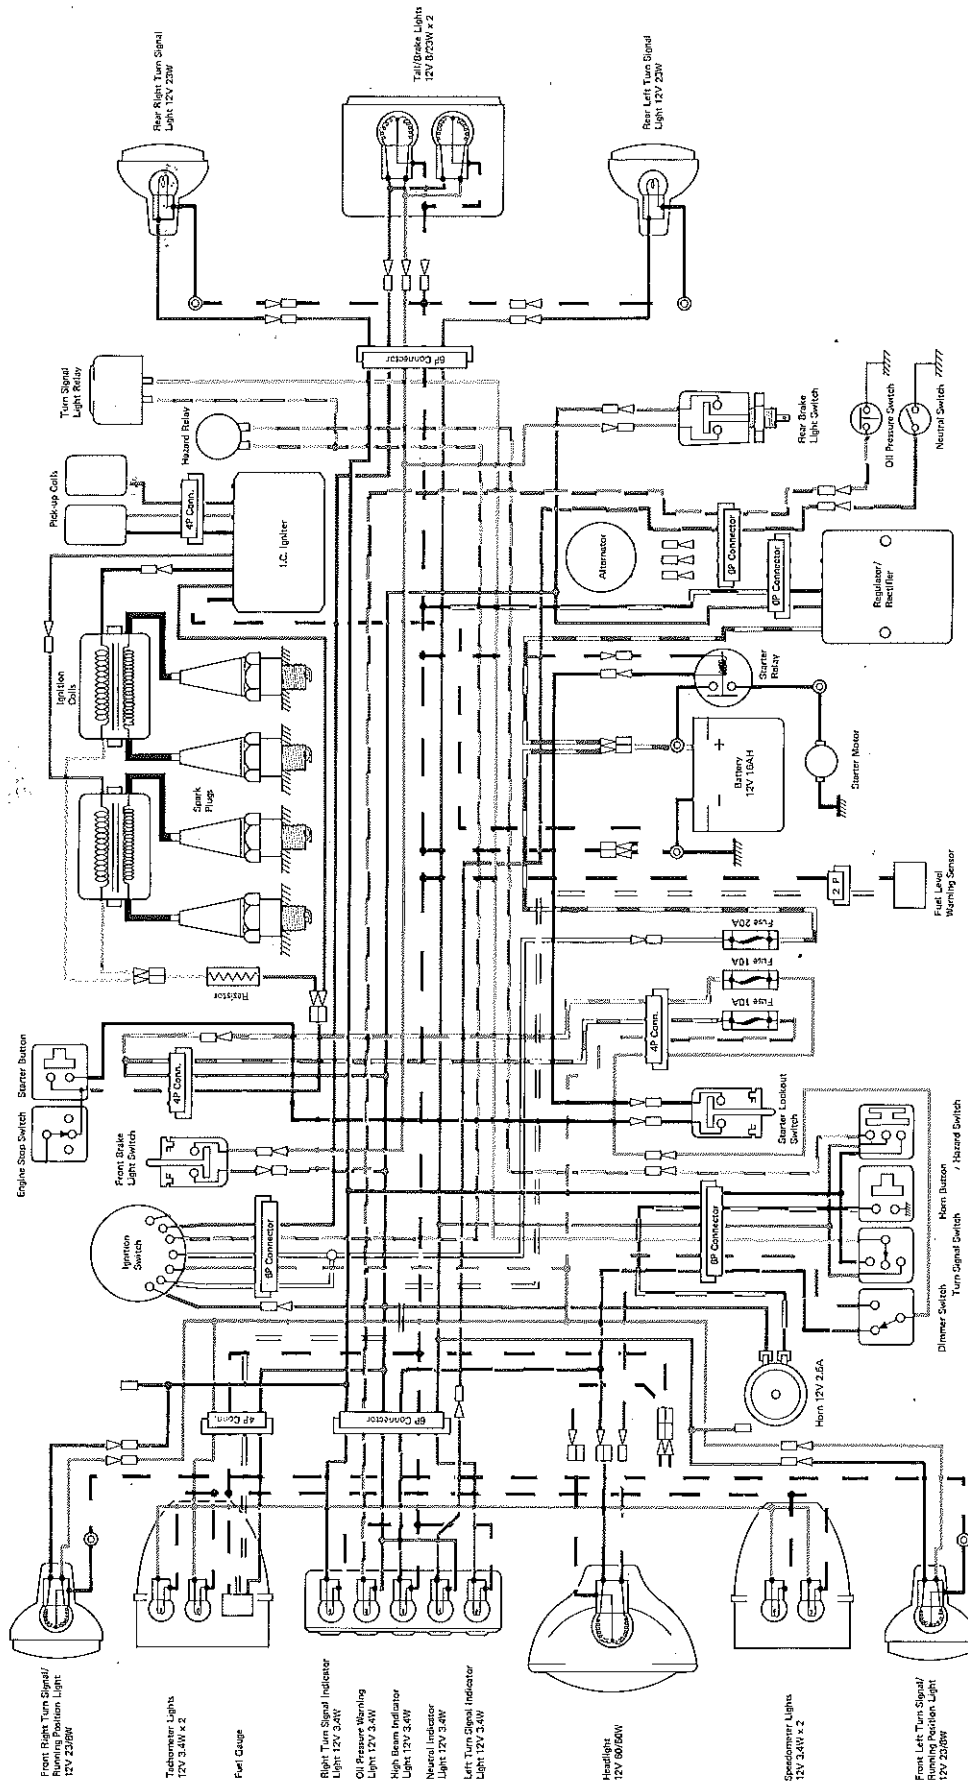 Rear Right Turn Signal
Light 12V 23W
Tail/Brake Lights
12V 8/23W x 2
Rear Left Turn Signal
Light 12V 23W
Turn Signal
Light Relay
Hazard Relay
Pick-up Coils
4P Conn.
I.C. Igniter
6P Connector
Rear Brake
Light Switch
Oil Pressure Switch
Neutral Switch
Alternator
6P Connector
6P Connector
Regulator/
Rectifier
Ignition
Coils
Spark
Plugs
Starter
Relay
Battery
12V 16AH
Starter Motor
2 P
Fuel Level
Warning Sensor
Fuse 20A
Fuse 10A
Fuse 10A
4P Conn.
Resistor
Engine Stop Switch
Starter Button
4P Conn.
Front Brake
Light Switch
Starter Lockout
Switch
Ignition
Switch
6P Connector
Dimmer Switch
Turn Signal Switch
Horn Button
/ Hazard Switch
Horn 12V 2.5A
4P Conn.
6P Connector
Front Right Turn Signal/
Running Position Light
12V 23/8W
Tachometer Lights
12V 3.4W x 2
Fuel Gauge
Right Turn Signal Indicator
Light 12V 3.4W
Oil Pressure Warning
Light 12V 3.4W
High Beam Indicator
Light 12V 3.4W
Neutral Indicator
Light 12V 3.4W
Left Turn Signal Indicator
Light 12V 3.4W
Headlight
12V 60/50W
Speedometer Lights
12V 3.4W x 2
Front Left Turn Signal/
Running Position Light
12V 23/8W